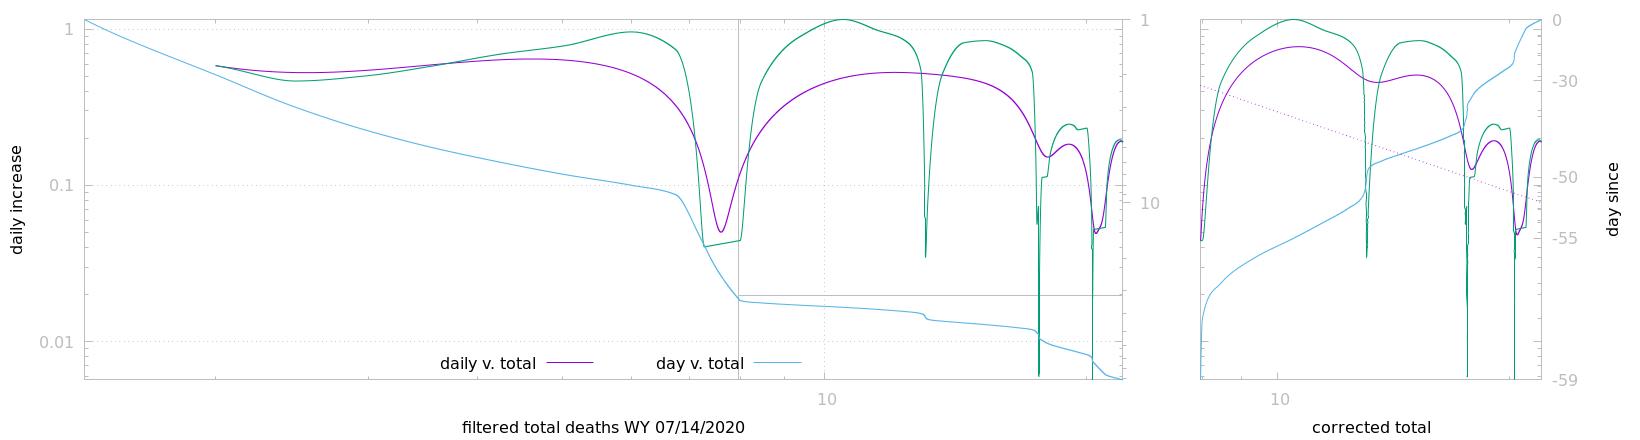 1
1
0
-30
daily increase
0.1
10
-50
day since
-55
0.01
daily v. total
day v. total
-59
10
10
filtered total deaths WY 07/14/2020
corrected total